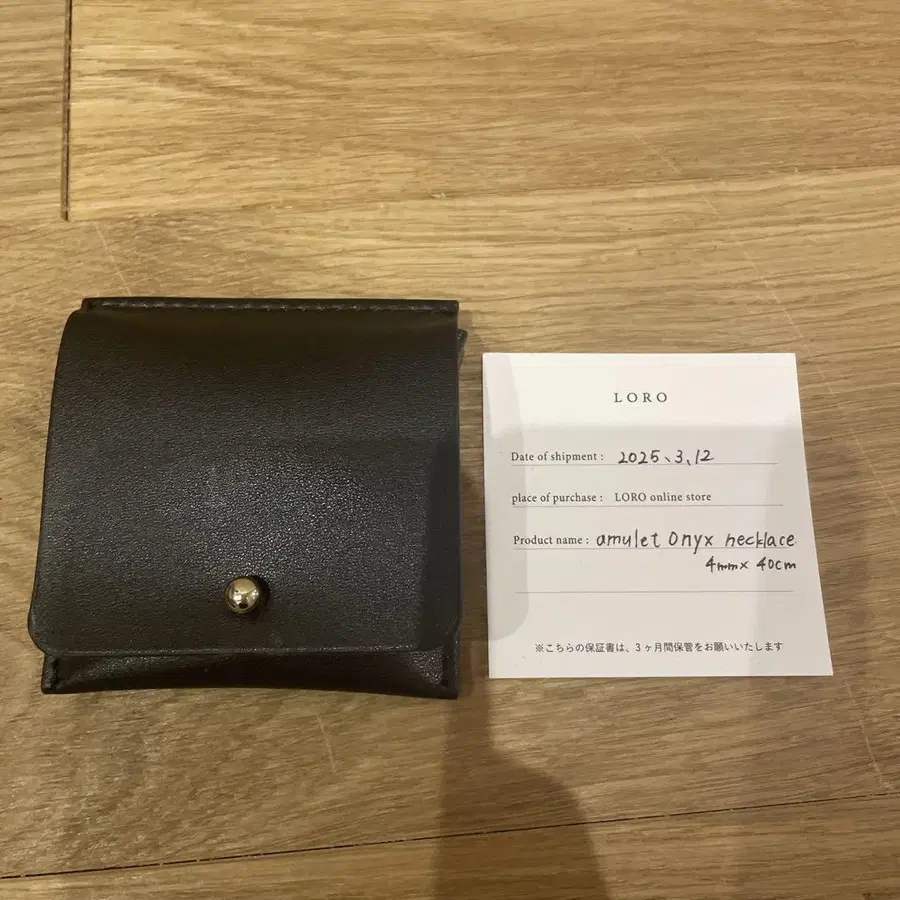 LORO
Date of shipment : 2025、3、12
place of purchase : LORO online store
Product name : amulet Onyx necklace
4mm× 40cm
※こちらの保証書は、3ヶ月間保管をお願いいたします